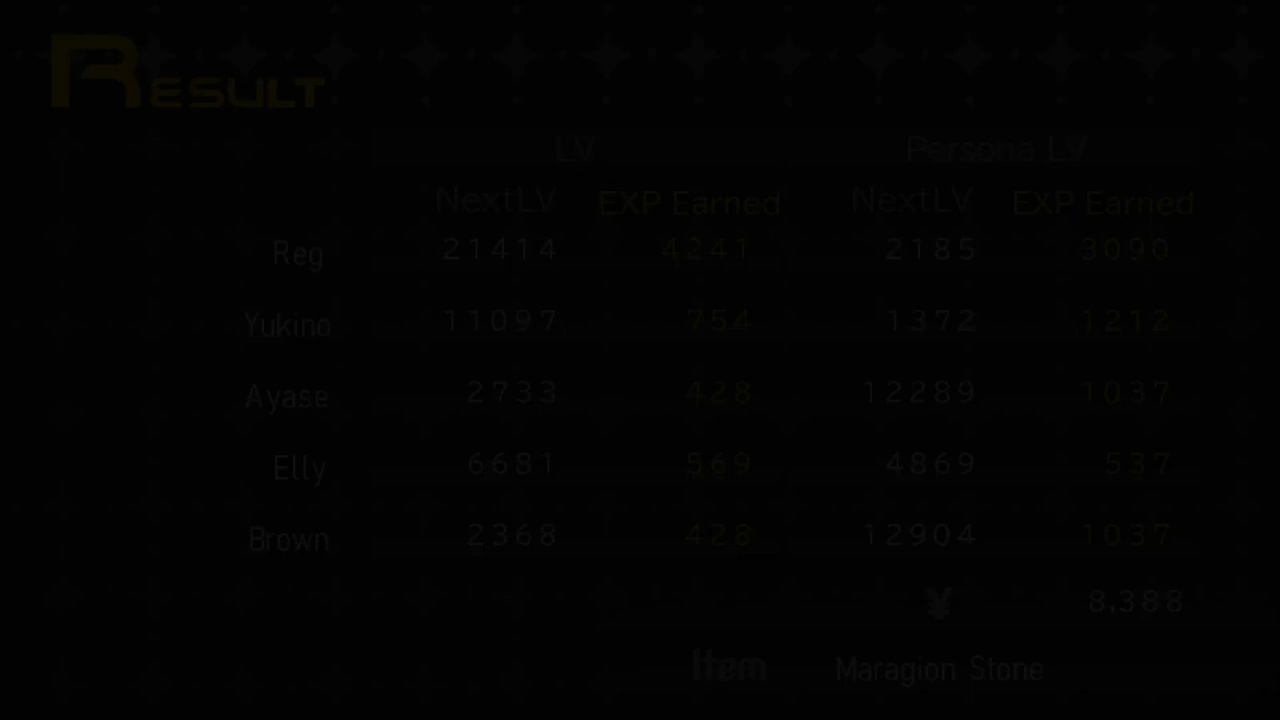 RESULT
LV Persona LV
NextLV EXP Earned NextLV EXP Earned
Reg 21414 4241 2185 3090
Yukino 11097 754 1372 1212
Ayase 2733 428 12289 1037
Elly 6681 569 4869 537
Brown 2368 428 12904 1037
¥ 8,388
Item Maragion Stone